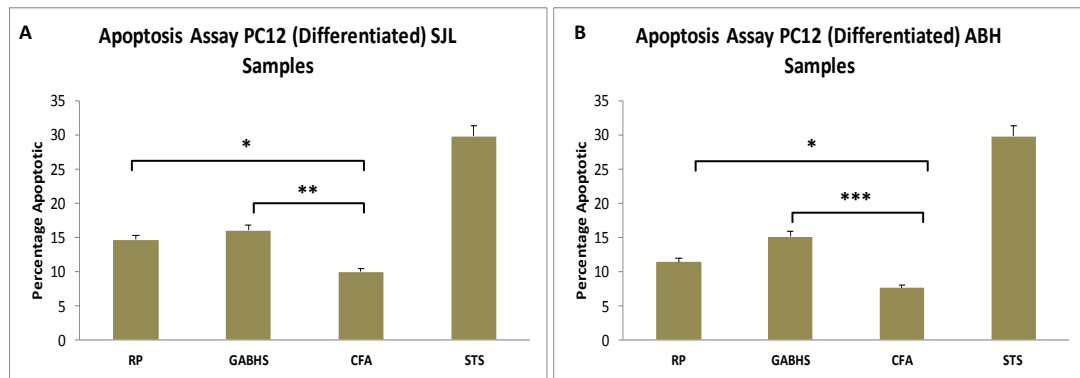 A
Apoptosis Assay PC12 (Differentiated) SJL
Samples
Percentage Apoptotic
35
30
25
20
15
10
5
0
*
**
RP GABHS CFA STS
B
Apoptosis Assay PC12 (Differentiated) ABH
Samples
Percentage Apoptotic
35
30
25
20
15
10
5
0
*
***
RP GABHS CFA STS